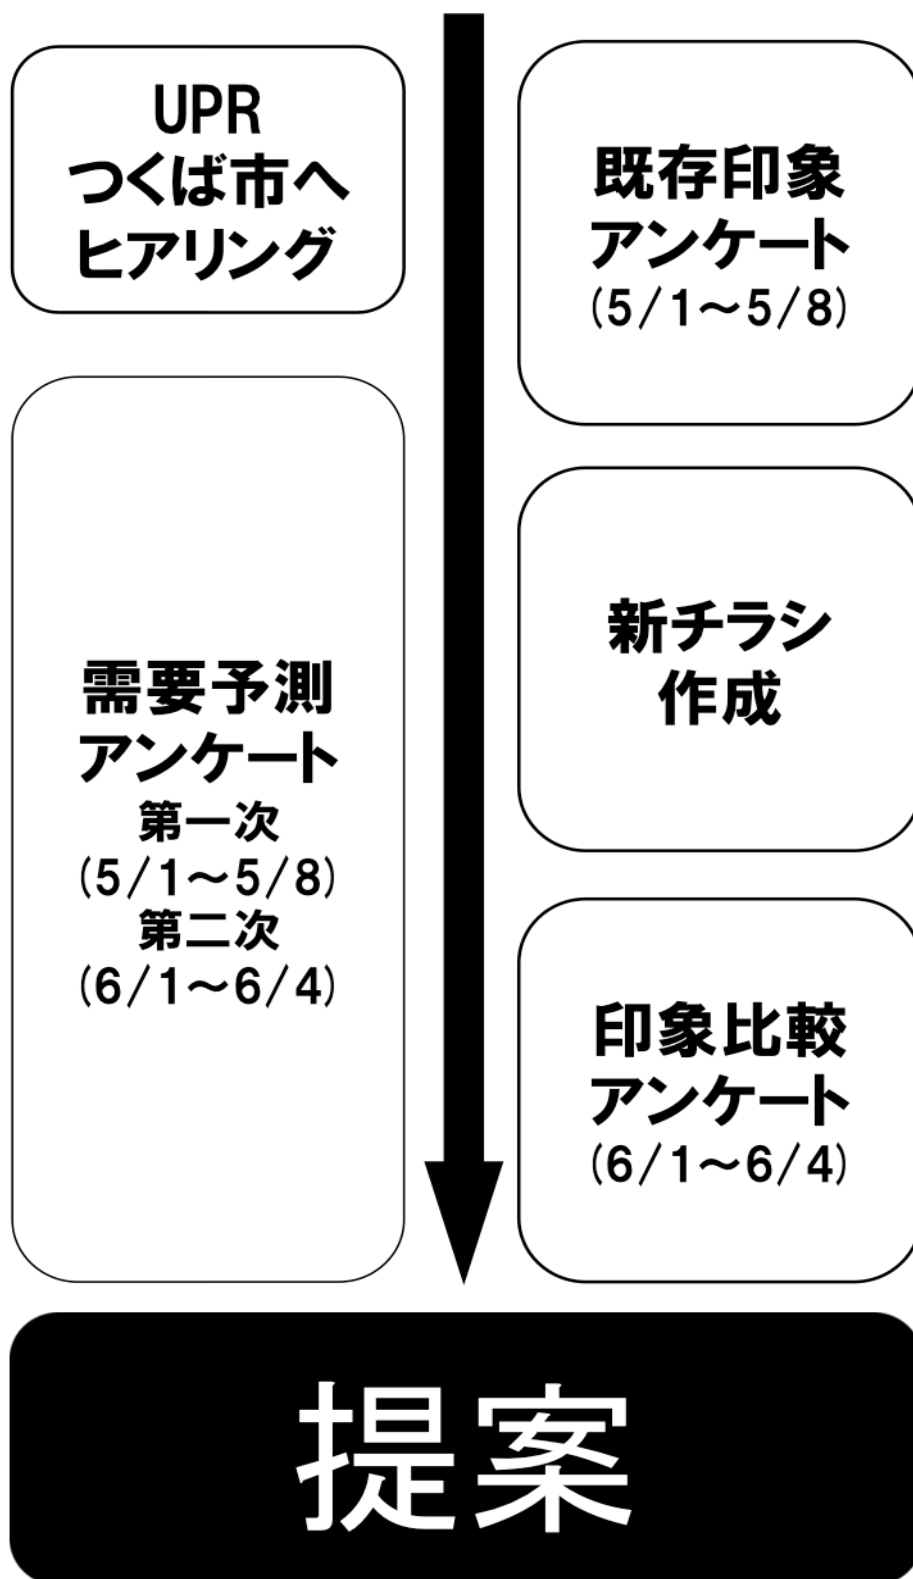 UPR
つくば市へ
ヒアリング
需要予測
アンケート
第一次
(5/1～5/8)
第二次
(6/1～6/4)
既存印象
アンケート
(5/1～5/8)
新チラシ
作成
印象比較
アンケート
(6/1～6/4)
提案